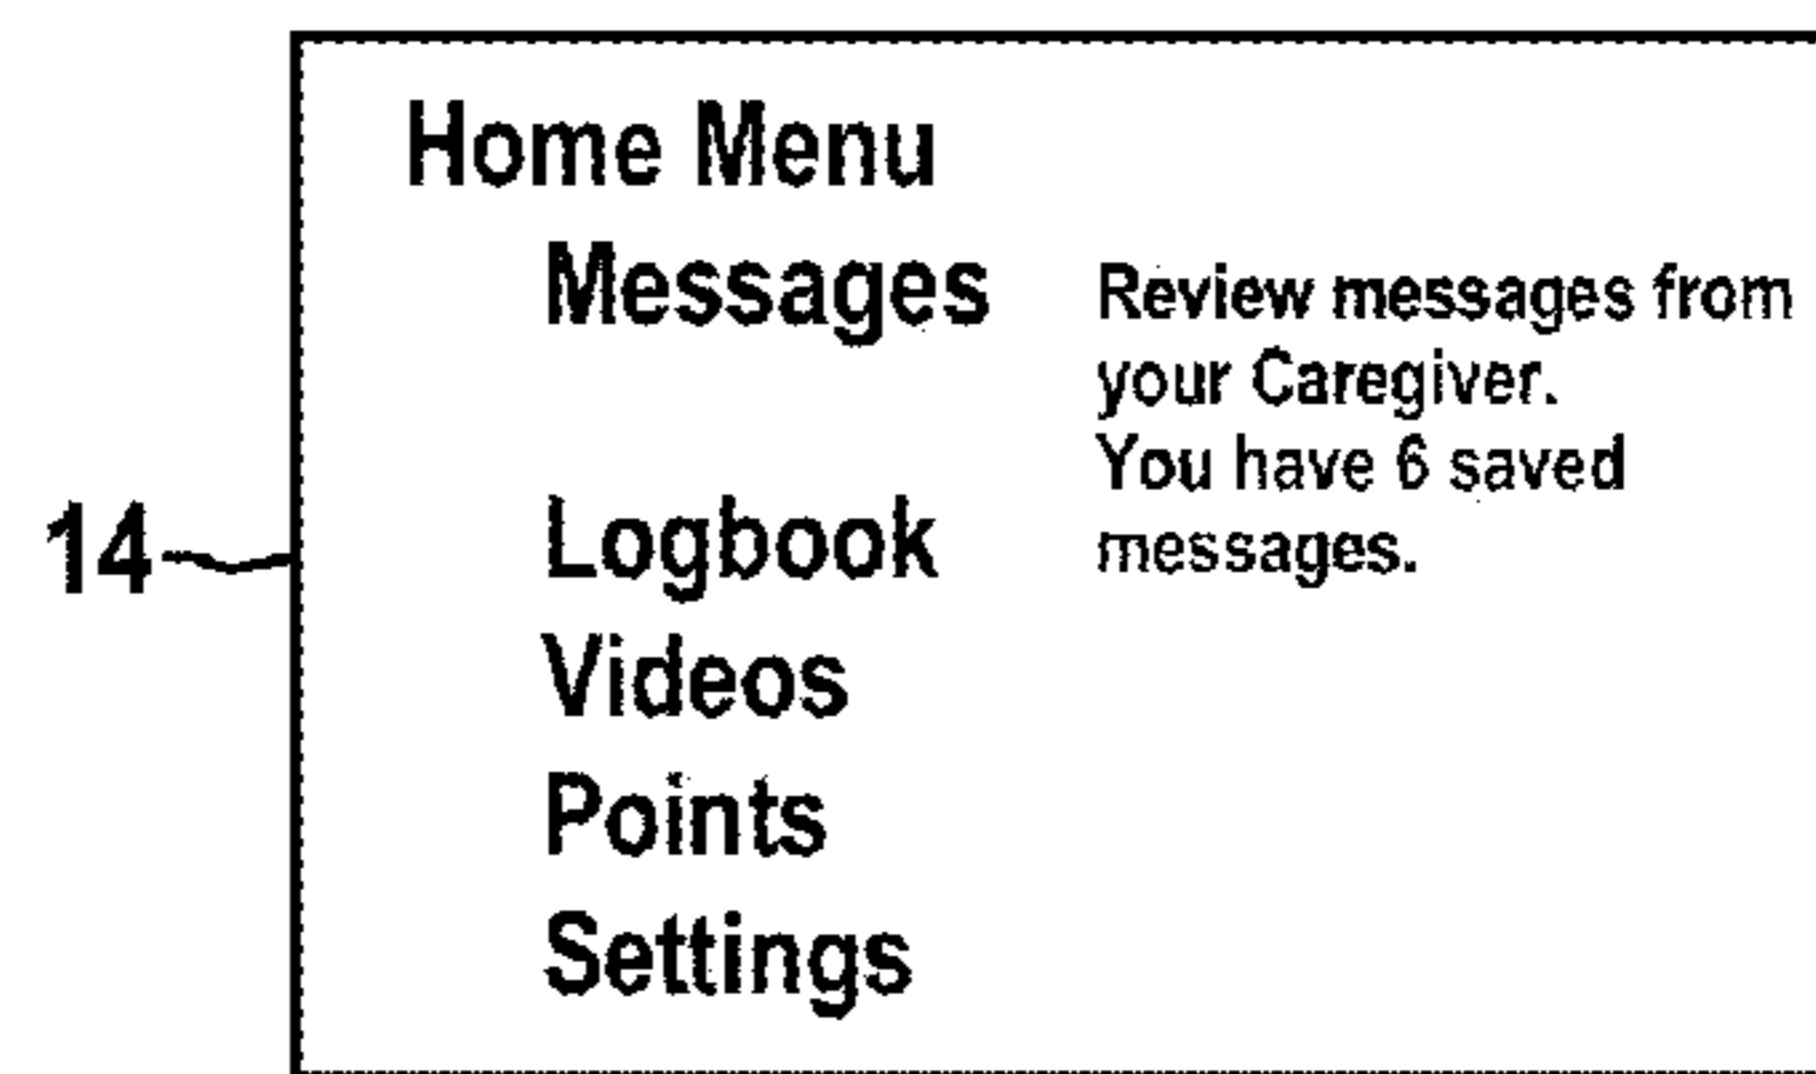 Home Menu
Messages
Review messages from
your Caregiver.
You have 6 saved
messages.
14
Logbook
Videos
Points
Settings